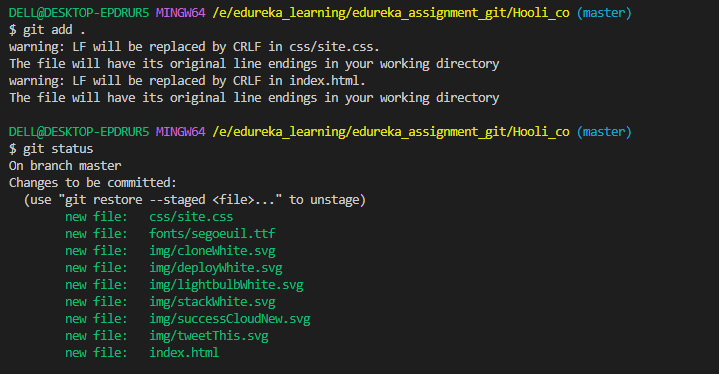 DELL@DESKTOP-EPDRUR5 MINGW64 /e/edureka_learning/edureka_assignment_git/Hooli_co (master)
$ git add .
warning: LF will be replaced by CRLF in css/site.css.
The file will have its original line endings in your working directory
warning: LF will be replaced by CRLF in index.html.
The file will have its original line endings in your working directory
DELL@DESKTOP-EPDRUR5 MINGW64 /e/edureka_learning/edureka_assignment_git/Hooli_co (master)
$ git status
On branch master
Changes to be committed:
  (use "git restore --staged <file>..." to unstage)
        new file:   css/site.css
        new file:   fonts/segoeuil.ttf
        new file:   img/cloneWhite.svg
        new file:   img/deployWhite.svg
        new file:   img/lightbulbWhite.svg
        new file:   img/stackWhite.svg
        new file:   img/successCloudNew.svg
        new file:   img/tweetThis.svg
        new file:   index.html